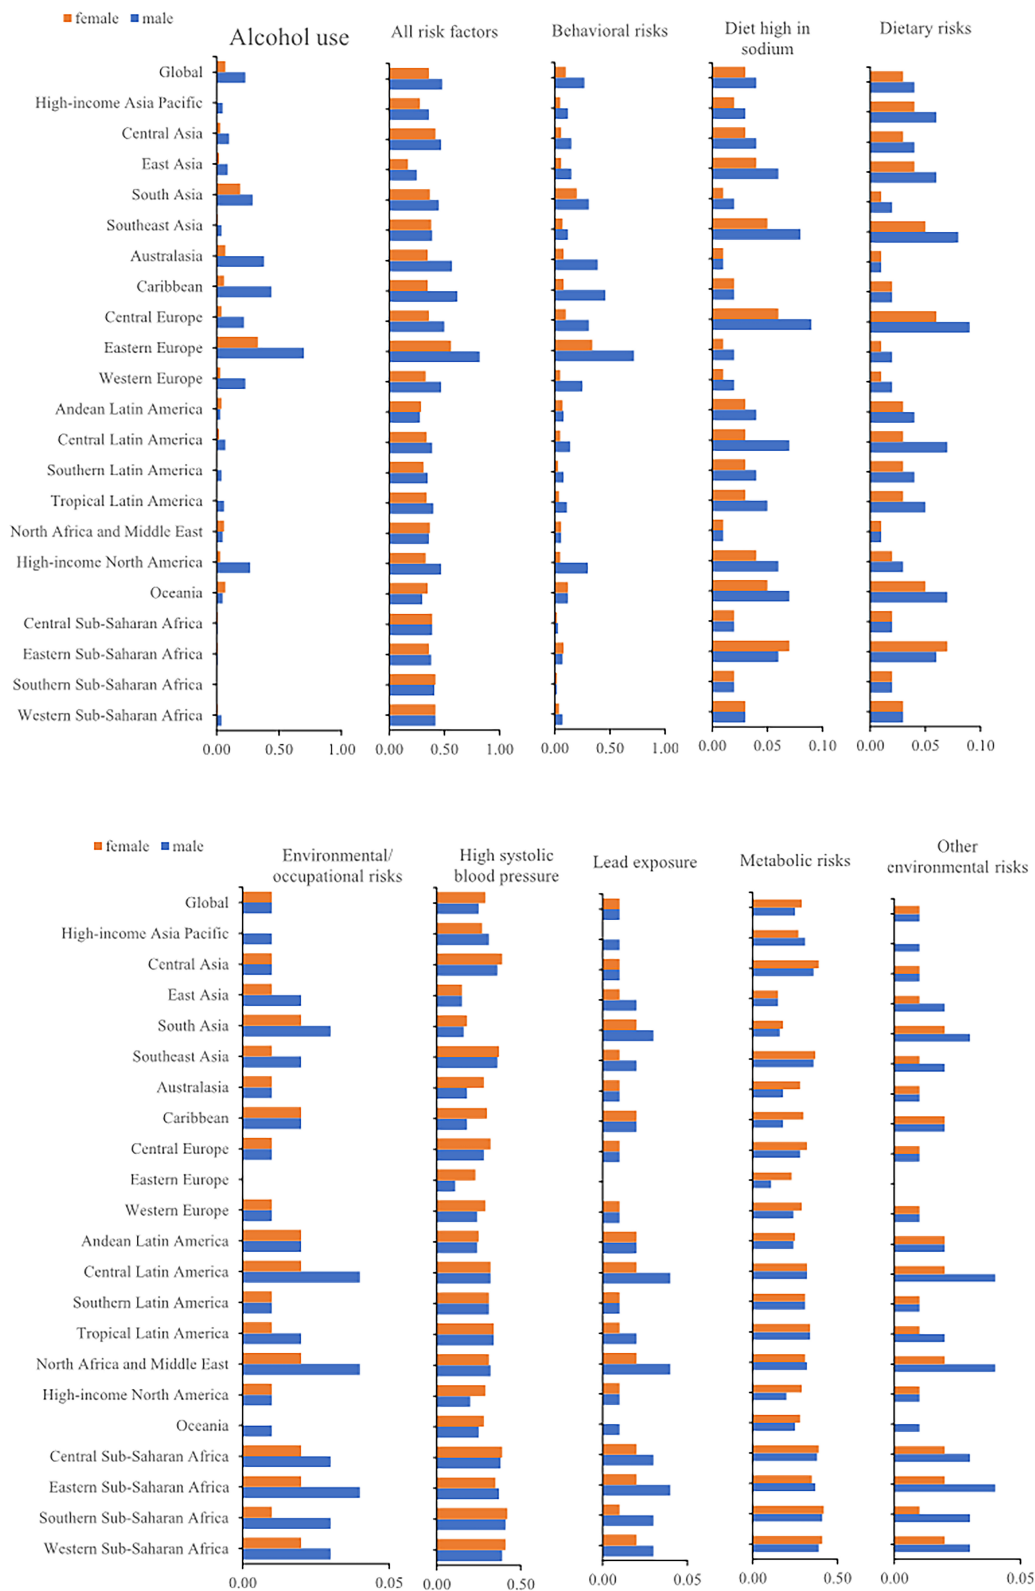 female male
Alcohol use
All risk factors
Behavioral risks
Diet high in
sodium
Dietary risks
Global
High-income Asia Pacific
Central Asia
East Asia
South Asia
Southeast Asia
Australasia
Caribbean
Central Europe
Eastern Europe
Western Europe
Andean Latin America
Central Latin America
Southern Latin America
Tropical Latin America
North Africa and Middle East
High-income North America
Oceania
Central Sub-Saharan Africa
Eastern Sub-Saharan Africa
Southern Sub-Saharan Africa
Western Sub-Saharan Africa
0.00 0.50 1.00
0.00 0.50 1.00
0.00 0.50 1.00
0.00 0.05 0.10
0.00 0.05 0.10
female male
Environmental/
occupational risks
High systolic
blood pressure
Lead exposure
Metabolic risks
Other
environmental risks
Global
High-income Asia Pacific
Central Asia
East Asia
South Asia
Southeast Asia
Australasia
Caribbean
Central Europe
Eastern Europe
Western Europe
Andean Latin America
Central Latin America
Southern Latin America
Tropical Latin America
North Africa and Middle East
High-income North America
Oceania
Central Sub-Saharan Africa
Eastern Sub-Saharan Africa
Southern Sub-Saharan Africa
Western Sub-Saharan Africa
0.00 0.05
0.00 0.50
0.00 0.05
0.00 0.50
0.00 0.05